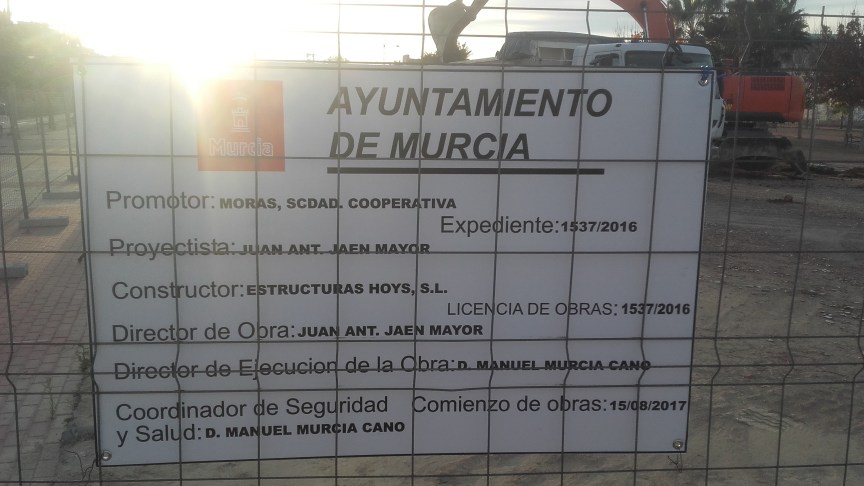 Murcia
AYUNTAMIENTO
DE MURCIA
Promotor: MORAS, SCDAD. COOPERATIVA
Expediente: 1537/2016
Proyectista: JUAN ANT. JAEN MAYOR
Constructor: ESTRUCTURAS HOYS, S.L.
LICENCIA DE OBRAS: 1537/2016
Director de Obra: JUAN ANT. JAEN MAYOR
Director de Ejecucion de la Obra: D. MANUEL MURCIA CANO
Coordinador de Seguridad
y Salud: D. MANUEL MURCIA CANO
Comienzo de obras: 15/08/2017